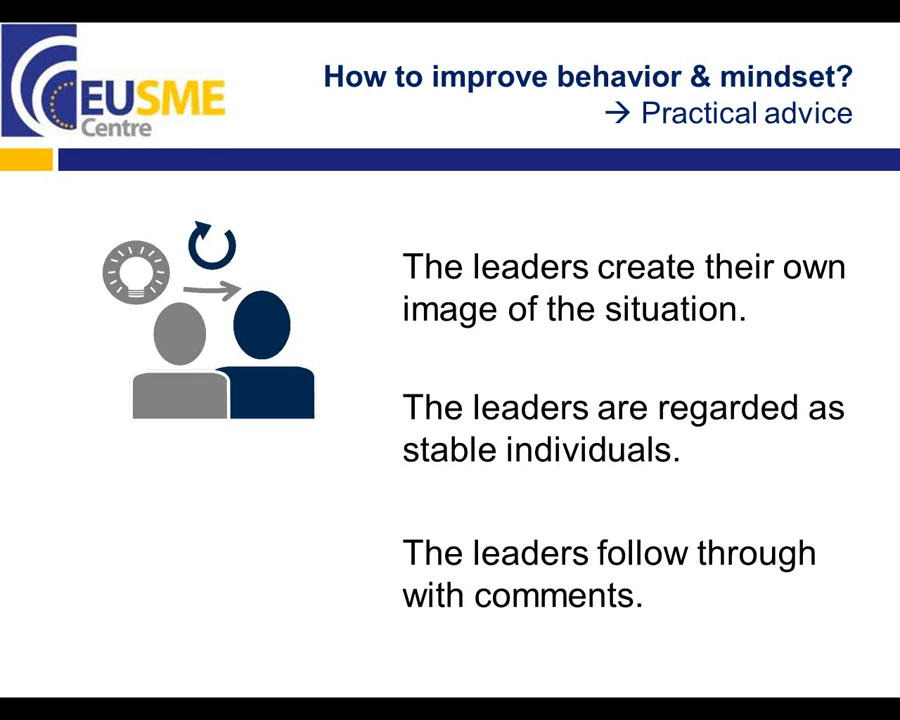 EUSME
Centre
How to improve behavior & mindset?
→ Practical advice
The leaders create their own
image of the situation.
The leaders are regarded as
stable individuals.
The leaders follow through
with comments.